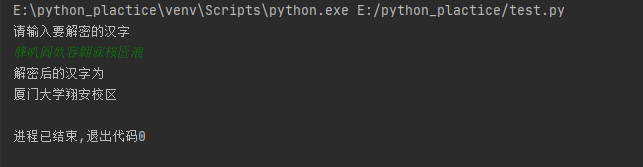 E:\python_plactice\venv\Scripts\python.exe E:/python_plactice/test.py
请输入要解密的汉字
解密后的汉字为
厦门大学翔安校区
进程已结束,退出代码0